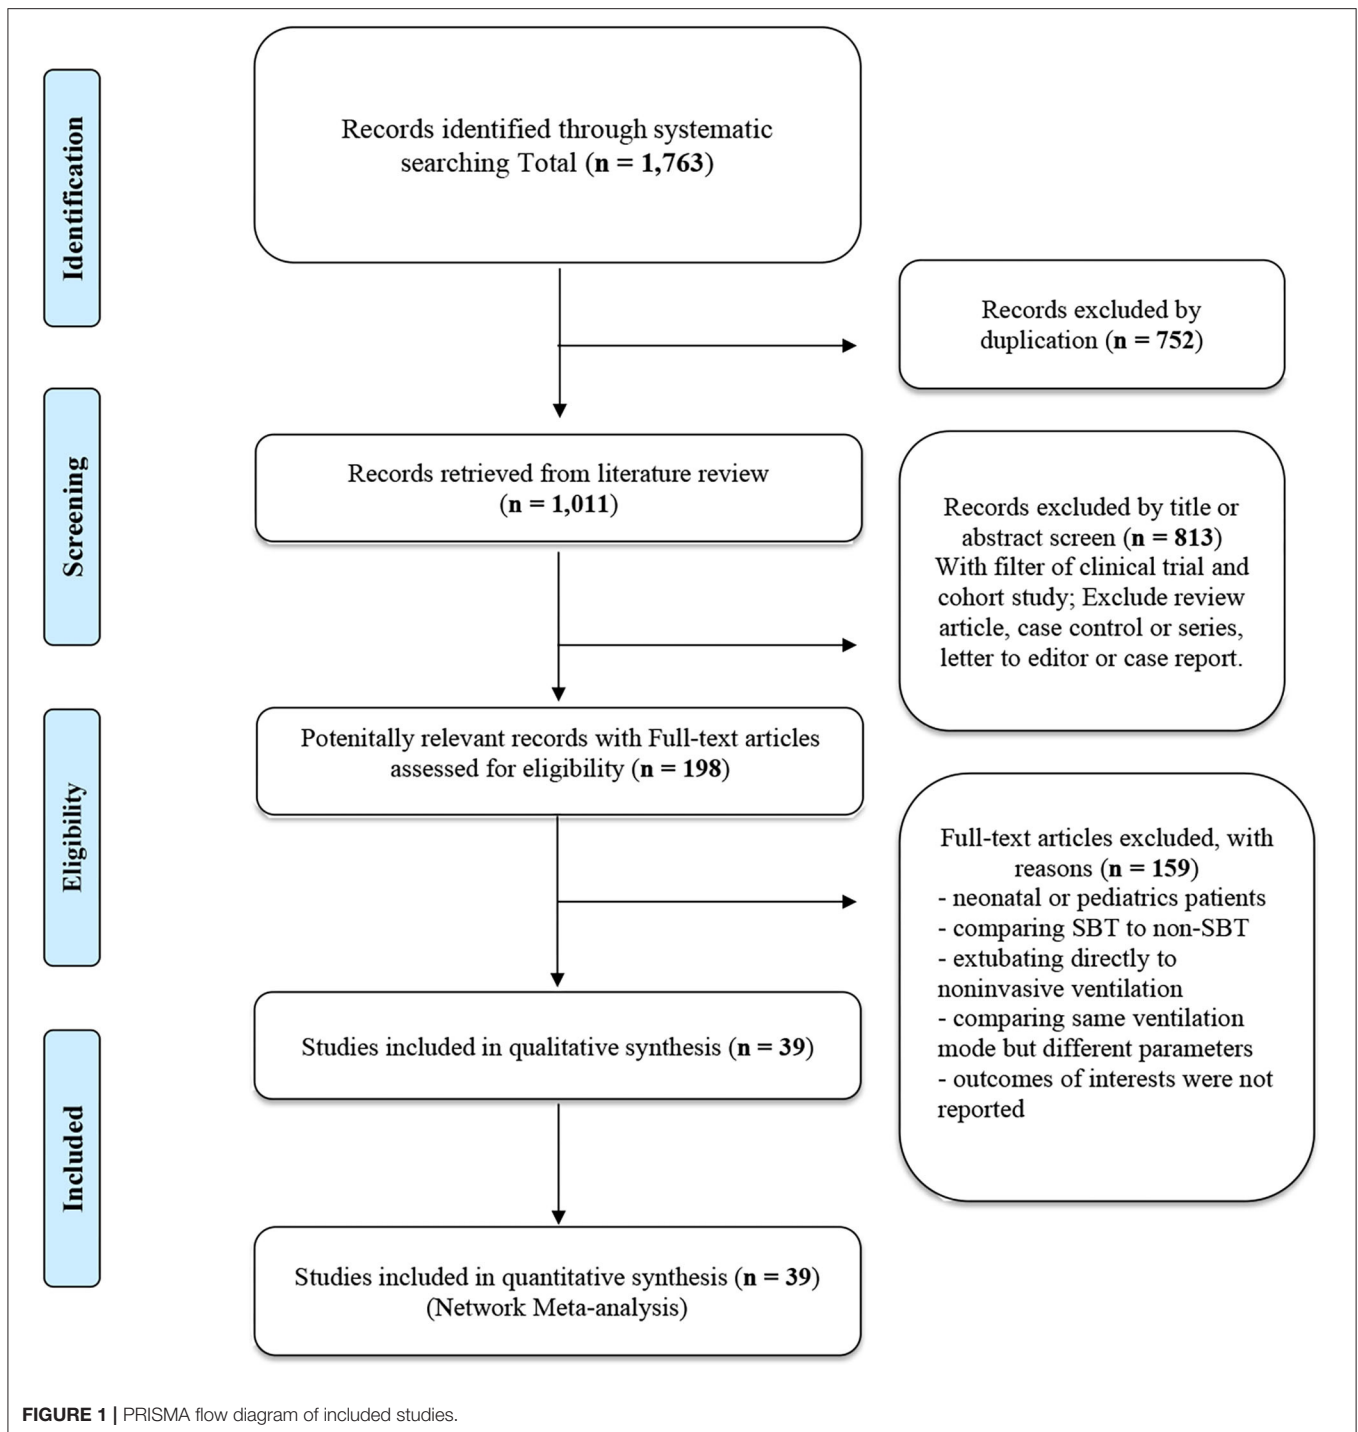 Identification
Records identified through systematic
searching Total (n = 1,763)
Records excluded by
duplication (n = 752)
Screening
Records retrieved from literature review
(n = 1,011)
Records excluded by title or
abstract screen (n = 813)
With filter of clinical trial and
cohort study; Exclude review
article, case control or series,
letter to editor or case report.
Eligibility
Potenitally relevant records with Full-text articles
assessed for eligibility (n = 198)
Full-text articles excluded, with
reasons (n = 159)
- neonatal or pediatrics patients
- comparing SBT to non-SBT
- extubating directly to
noninvasive ventilation
- comparing same ventilation
mode but different parameters
- outcomes of interests were not
reported
Included
Studies included in qualitative synthesis (n = 39)
Studies included in quantitative synthesis (n = 39)
(Network Meta-analysis)
FIGURE 1 | PRISMA flow diagram of included studies.